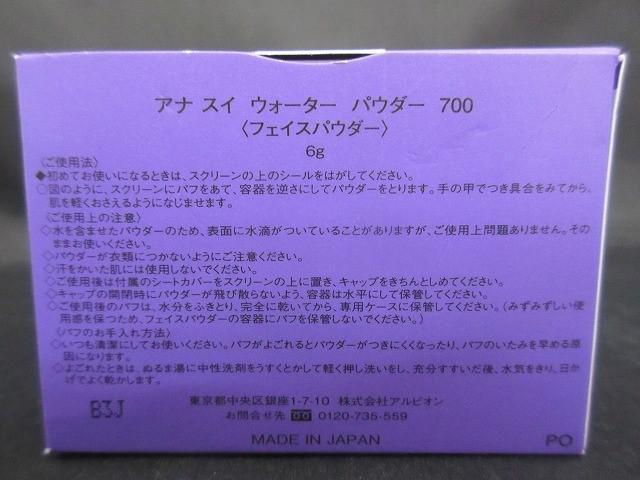 アナ スイ ウォーター パウダー 700
〈フェイスパウダー〉
6g
〈ご使用法〉
◆初めてお使いになるときは、スクリーンの上のシールをはがしてください。
○図のように、スクリーンにパフをあて、容器を逆さにしてパウダーをとります。手の甲でつき具合をみてから、
肌を軽くおさえるようになじませます。
〈ご使用上の注意〉
◇水を含ませたパウダーのため、表面に水滴がついていることがありますが、ご使用上問題ありません。その
ままお使いください。
◇パウダーが衣類につかないようにご注意ください。
◇汗をかいた肌には使用しないでください。
◇ご使用後は付属のシートカバーをスクリーンの上に置き、キャップをきちんとしめてください。
◇キャップの開閉時にパウダーが飛び散らないよう、容器は水平にして保管してください。
◇ご使用後のパフは、水分をふきとり、完全に乾いてから、専用ケースに保管してください。（みずみずしい使
用感を保つため、フェイスパウダーの容器にパフを保管しないでください。）
〈パフのお手入れ方法〉
◇いつも清潔にしてお使いください。パフがよごれるとパウダーがつきにくくなったり、パフのいたみを早める原
因になります。
◇よごれたときは、ぬるま湯に中性洗剤をうすくとかして軽く押し洗いをし、充分すすいだ後、水気をきり、日か
げでよく乾かします。
B3J
東京都中央区銀座1-7-10 株式会社アルビオン
お問合せ先 0120-735-559
MADE IN JAPAN
PO